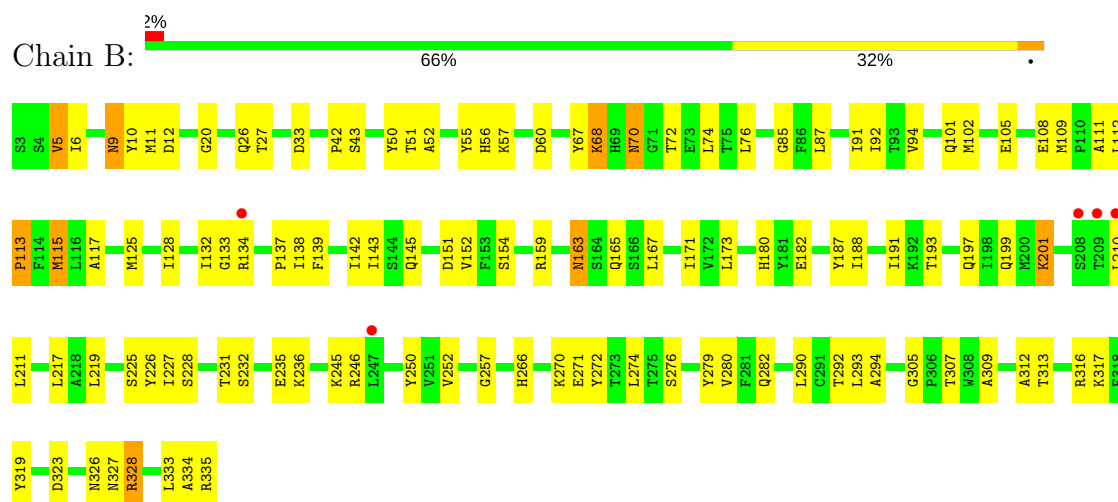 2%
Chain B:
66% 32% •
S3 S4 V5 I6 N9 Y10 M11 D12 G20 Q26 T27 D33 P42 S43 Y50 T51 A52 Y55 H56 K57 D60 Y67 K68 H69 N70 G71 T72 E73 L74 T75 L76 G85 F86 L87 I91 I92 T93 V94 Q101 M102 E105 E108 M109 P110 A111 L112
P113 F114 M115 L116 A117 M125 I128 I132 G133 R134 P137 I138 F139 I142 I143 S144 Q145 D151 V152 F153 S154 R159 N163 S164 Q165 S166 L167 I171 V172 L173 H180 Y181 E182 Y187 I188 I191 K192 T193 Q197 I198 Q199 M200 K201 S208 T209 L210
L211 L217 A218 L219 S225 Y226 I227 S228 T231 S232 E235 K236 K245 R246 L247 Y250 V251 V252 G257 H266 K270 E271 Y272 T273 L274 T275 S276 Y279 V280 F281 Q282 L290 C291 T292 L293 A294 G305 P306 T307 W308 A309 A312 T313 R316 K317 E318
Y319 D323 N326 N327 R328 L333 A334 R335